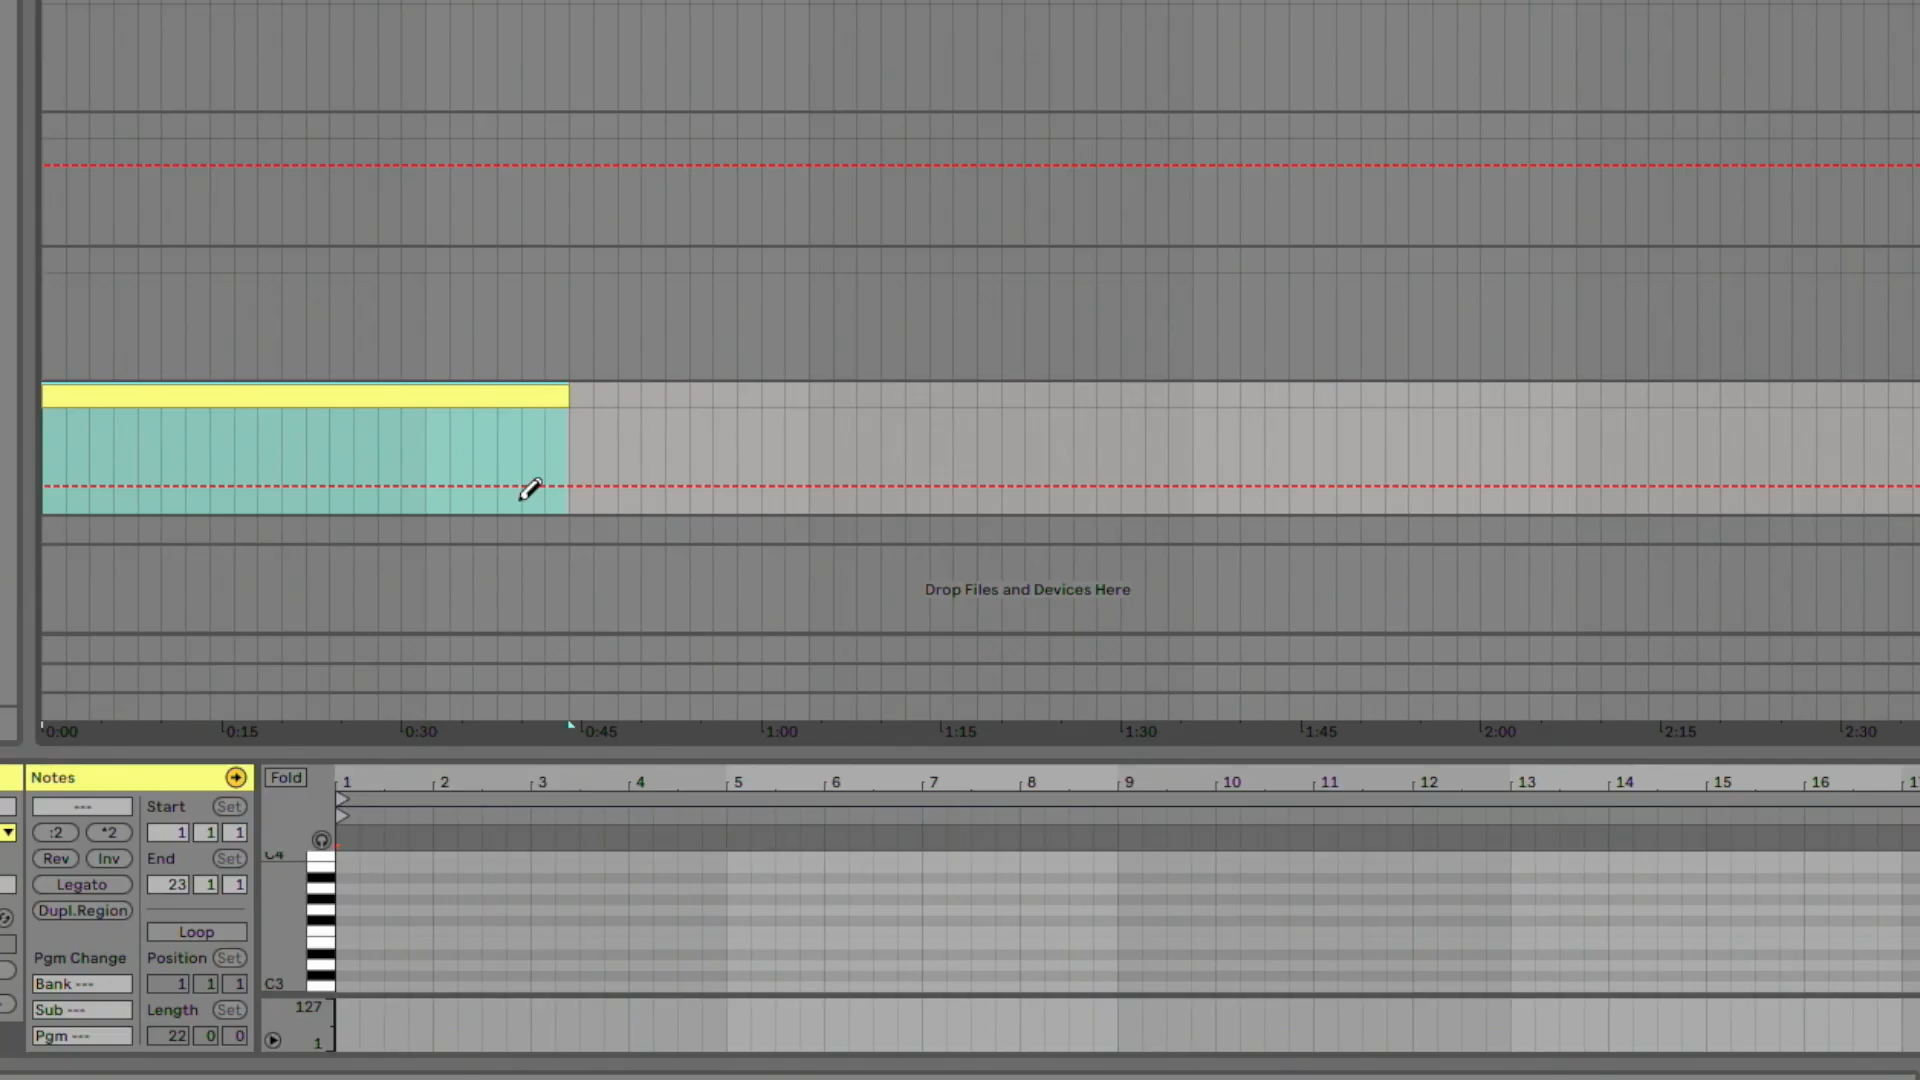 Drop Files and Devices Here
0:00 0:15 0:30 0:45 1:00 1:15 1:30 1:45 2:00 2:15 2:30
Notes
Fold
1 2 3 4 5 6 7 8 9 10 11 12 13 14 15 16
--- Start Set
:2 *2 1 1 1
Rev Inv End Set
C4
Legato 23 1 1
Dupl.Region
Loop
Pgm Change Position Set
Bank --- 1 1 1
C3
Sub --- Length Set
127
Pgm --- 22 0 0
1